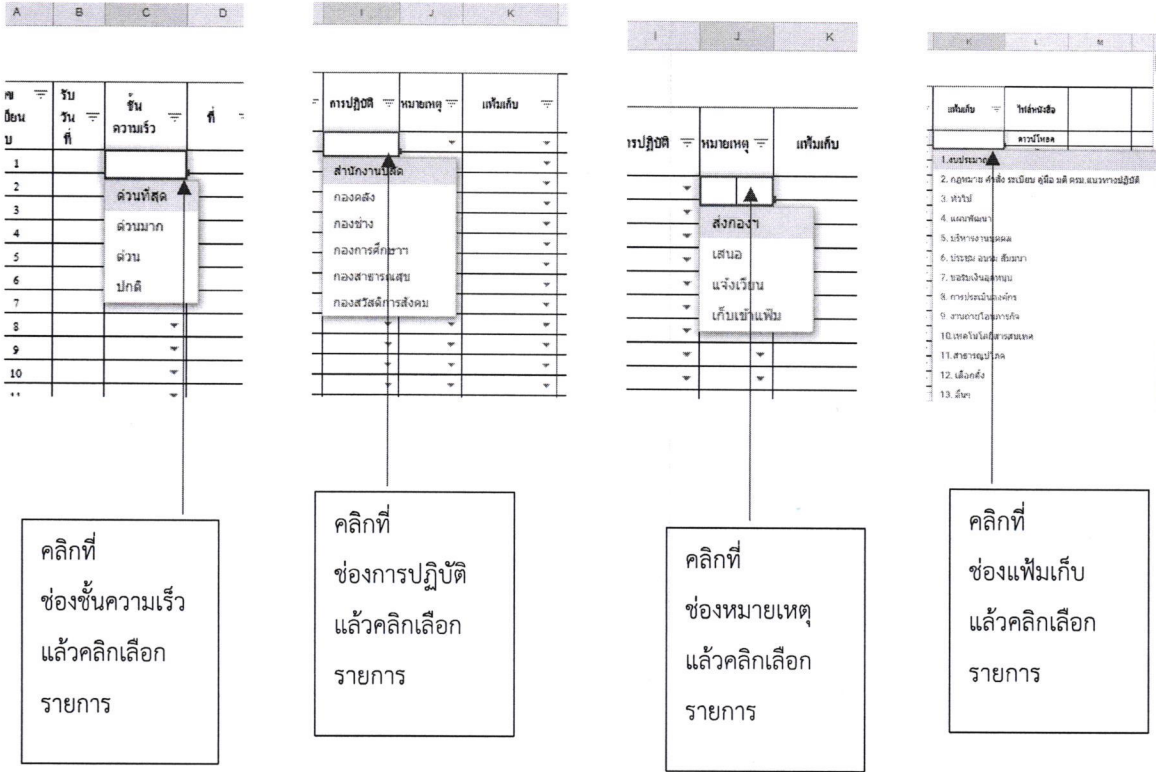 A B C D
ขที่
เบียน
บ
รับ
วัน
ที่
ชั้น
ความเร็ว
ที่
1
2
3
4
5
6
7
8
9
10
11
ด่วนที่สุด
ด่วนมาก
ด่วน
ปกติ
คลิกที่
ช่องชั้นความเร็ว
แล้วคลิกเลือก
รายการ
I J K
การปฏิบัติ หมายเหตุ แฟ้มเก็บ
สำนักงานปลัด
กองคลัง
กองช่าง
กองการศึกษาฯ
กองสาธารณสุข
กองสวัสดิการสังคม
คลิกที่
ช่องการปฏิบัติ
แล้วคลิกเลือก
รายการ
I J K
ารปฏิบัติ หมายเหตุ แฟ้มเก็บ
ส่งกองฯ
เสนอ
แจ้งเวียน
เก็บเข้าแฟ้ม
คลิกที่
ช่องหมายเหตุ
แล้วคลิกเลือก
รายการ
K L M
แฟ้มเก็บ ไฟล์หนังสือ
ดาวน์โหลด
1.งบประมาณ
2. กฎหมาย คำสั่ง ระเบียบ คู่มือ มติ ครม.แนวทางปฏิบัติ
3. ทั่วไป
4. แผนพัฒนา
5. บริหารงานบุคคล
6. ประชุม อบรม สัมมนา
7. ขอรับเงินอุดหนุน
8. การประเมินองค์กร
9. งานถ่ายโอนภารกิจ
10.เทคโนโลยีสารสนเทศ
11.สาธารณูปโภค
12. เลือกตั้ง
13. อื่นๆ
คลิกที่
ช่องแฟ้มเก็บ
แล้วคลิกเลือก
รายการ